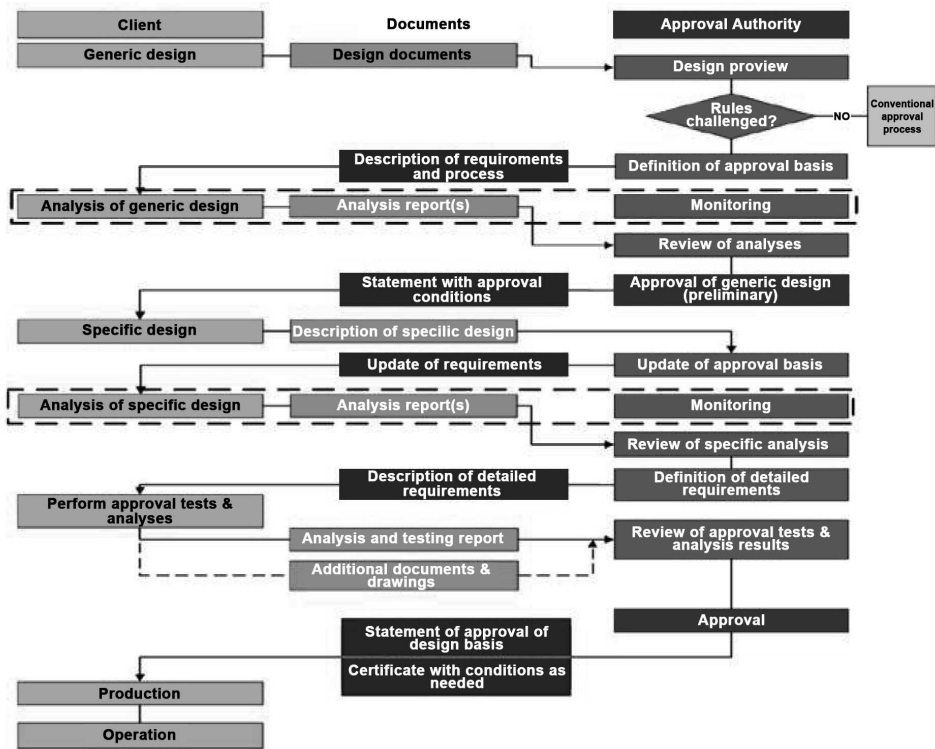 Client
Documents
Approval Authority
Generic design
Design documents
Design proview
Rules
challenged?
NO
Conventional
approval
process
Description of requiroments
and process
Definition of approval basis
Analysis of generic design
Analysis report(s)
Monitoring
Review of analyses
Statement with approval
conditions
Approval of generic design
(preliminary)
Specific design
Description of specilic design
Update of requirements
Update of approval basis
Analysis of specific design
Analysis report(s)
Monitoring
Review of specific analysis
Description of detailed
requirements
Definition of detailed
requirements
Perform approval tests &
analyses
Analysis and testing report
Review of approval tests &
analysis results
Additional documents &
drawings
Approval
Statement of approval of
design basis
Certificate with conditions as
needed
Production
Operation